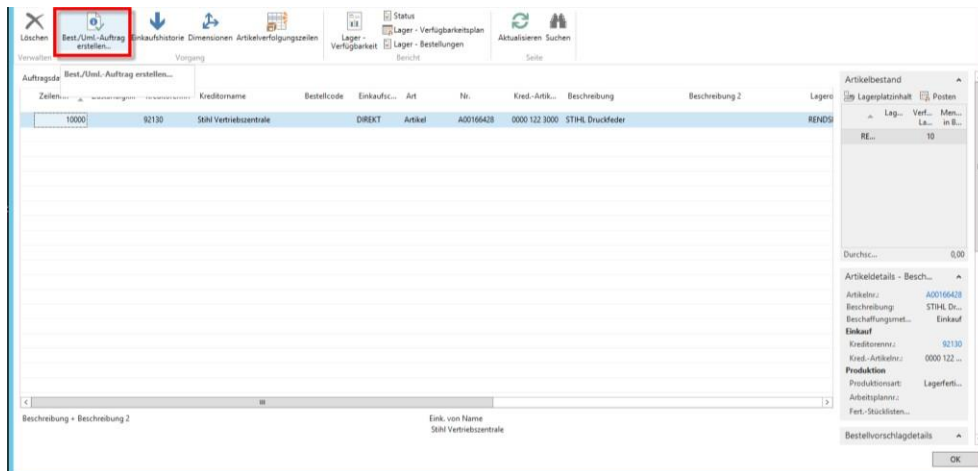 Löschen
Best./Uml.-Auftrag erstellen...
Einkaufshistorie
Dimensionen
Artikelverfolgungszeilen
Lager - Verfügbarkeit
Status
Lager - Verfügbarkeitsplan
Lager - Bestellungen
Aktualisieren
Suchen
Verwalten
Vorgang
Bericht
Seite
Best./Uml.-Auftrag erstellen...
Kreditorname Bestellcode Einkaufsc... Art Nr. Kred.-Artik... Beschreibung Beschreibung 2
10000 92130 Stihl Vertriebszentrale DIREKT Artikel A00166428 0000 122 3000 STIHL Druckfeder
Beschreibung + Beschreibung 2
Eink. von Name
Stihl Vertriebszentrale
Artikelbestand
Lagerplatzinhalt Posten
Lag... Verf... Men...
La... in B...
RE... 10
Durchsc... 0,00
Artikeldetails - Besch...
Artikelnr.: A00166428
Beschreibung: STIHL Dr...
Beschaffungsmet... Einkauf
Einkauf
Kreditorennr.: 92130
Kred.-Artikelnr.: 0000 122 ...
Produktion
Produktionsart: Lagerferti...
Arbeitsplannr.:
Fert.-Stücklisten...
Bestellvorschlagdetails
OK